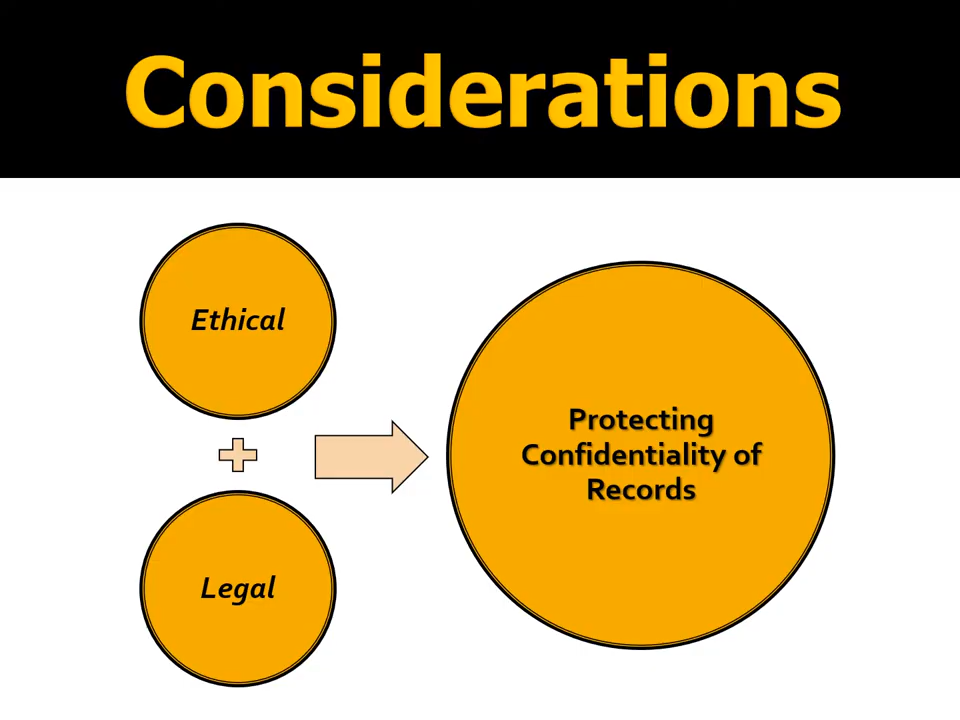 Considerations
Ethical
Legal
Protecting
Confidentiality of
Records